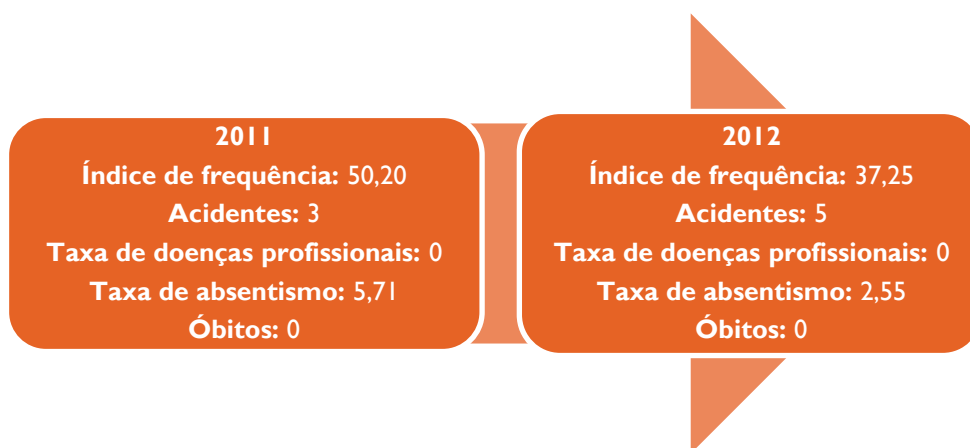 2011
Índice de frequência: 50,20
Acidentes: 3
Taxa de doenças profissionais: 0
Taxa de absentismo: 5,71
Óbitos: 0
2012
Índice de frequência: 37,25
Acidentes: 5
Taxa de doenças profissionais: 0
Taxa de absentismo: 2,55
Óbitos: 0